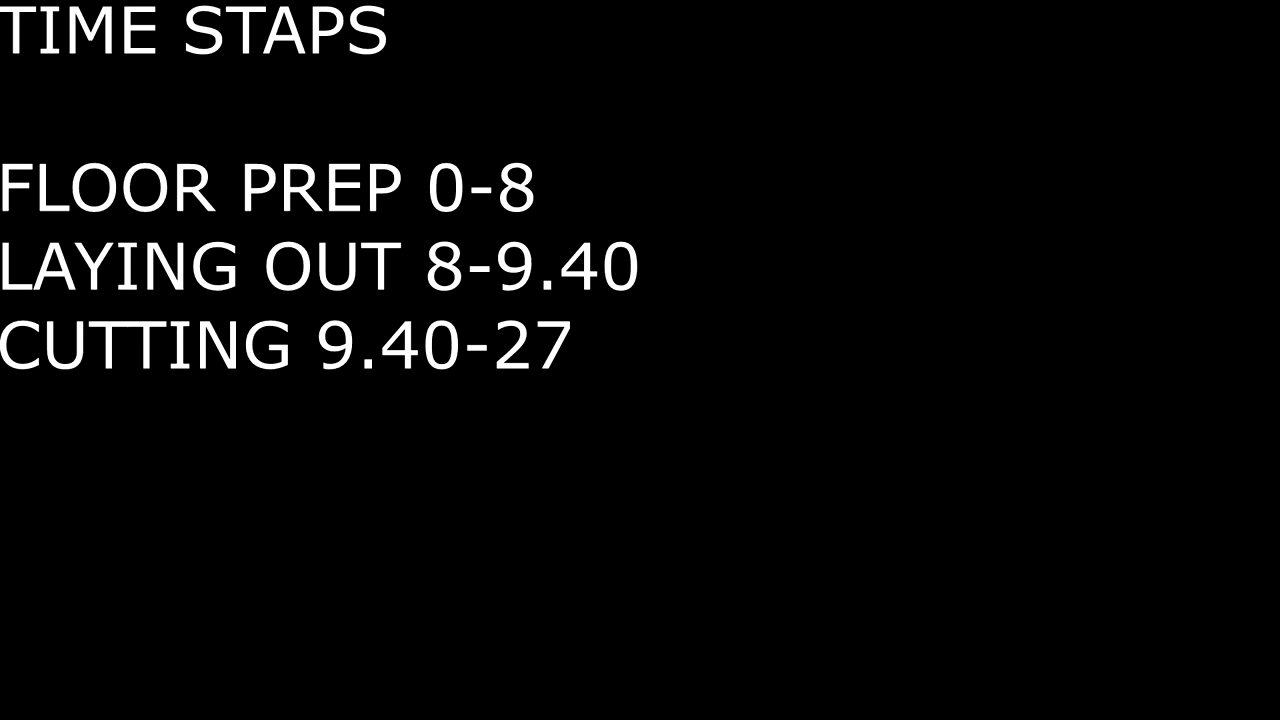 TIME STAPS
FLOOR PREP 0-8
LAYING OUT 8-9.40
CUTTING 9.40-27